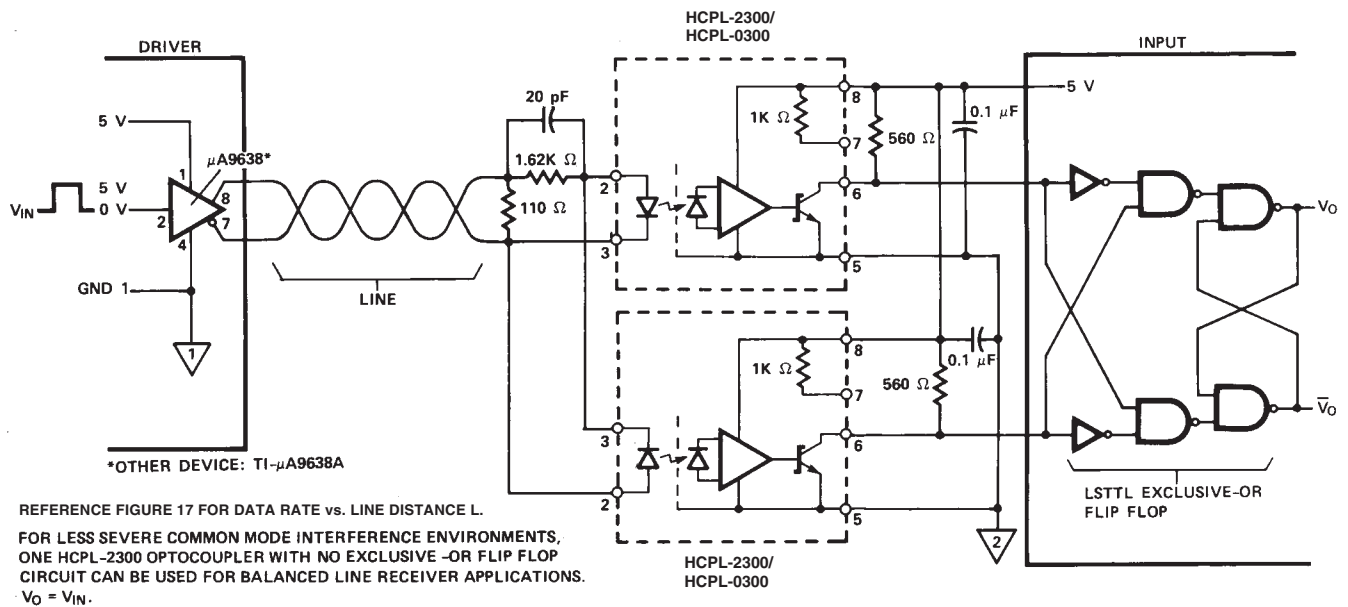 HCPL-2300/
HCPL-0300
DRIVER
INPUT
20 pF
8
5 V
5 V
1K Ω
0.1 μF
560 Ω
7
μA9638*
1.62K Ω
1
2
6
5 V
8
VIN
0 V
110 Ω
VO
2
7
4
3
5
GND 1
LINE
1
8
0.1 μF
1K Ω
560 Ω
7
V̅O
3
6
*OTHER DEVICE: TI-μA9638A
2
5
LSTTL EXCLUSIVE-OR
FLIP FLOP
REFERENCE FIGURE 17 FOR DATA RATE vs. LINE DISTANCE L.
2
FOR LESS SEVERE COMMON MODE INTERFERENCE ENVIRONMENTS,
ONE HCPL-2300 OPTOCOUPLER WITH NO EXCLUSIVE -OR FLIP FLOP
CIRCUIT CAN BE USED FOR BALANCED LINE RECEIVER APPLICATIONS.
VO = VIN.
HCPL-2300/
HCPL-0300